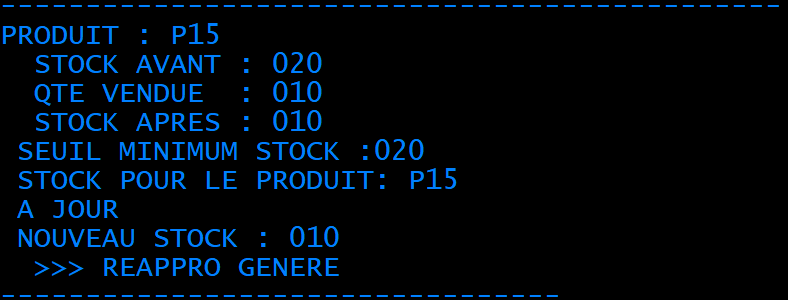 ----------------------------------------------
PRODUIT : P15
  STOCK AVANT : 020
  QTE VENDUE  : 010
  STOCK APRES : 010
 SEUIL MINIMUM STOCK :020
 STOCK POUR LE PRODUIT: P15
 A JOUR
 NOUVEAU STOCK : 010
  >>> REAPPRO GENERE
---------------------------------